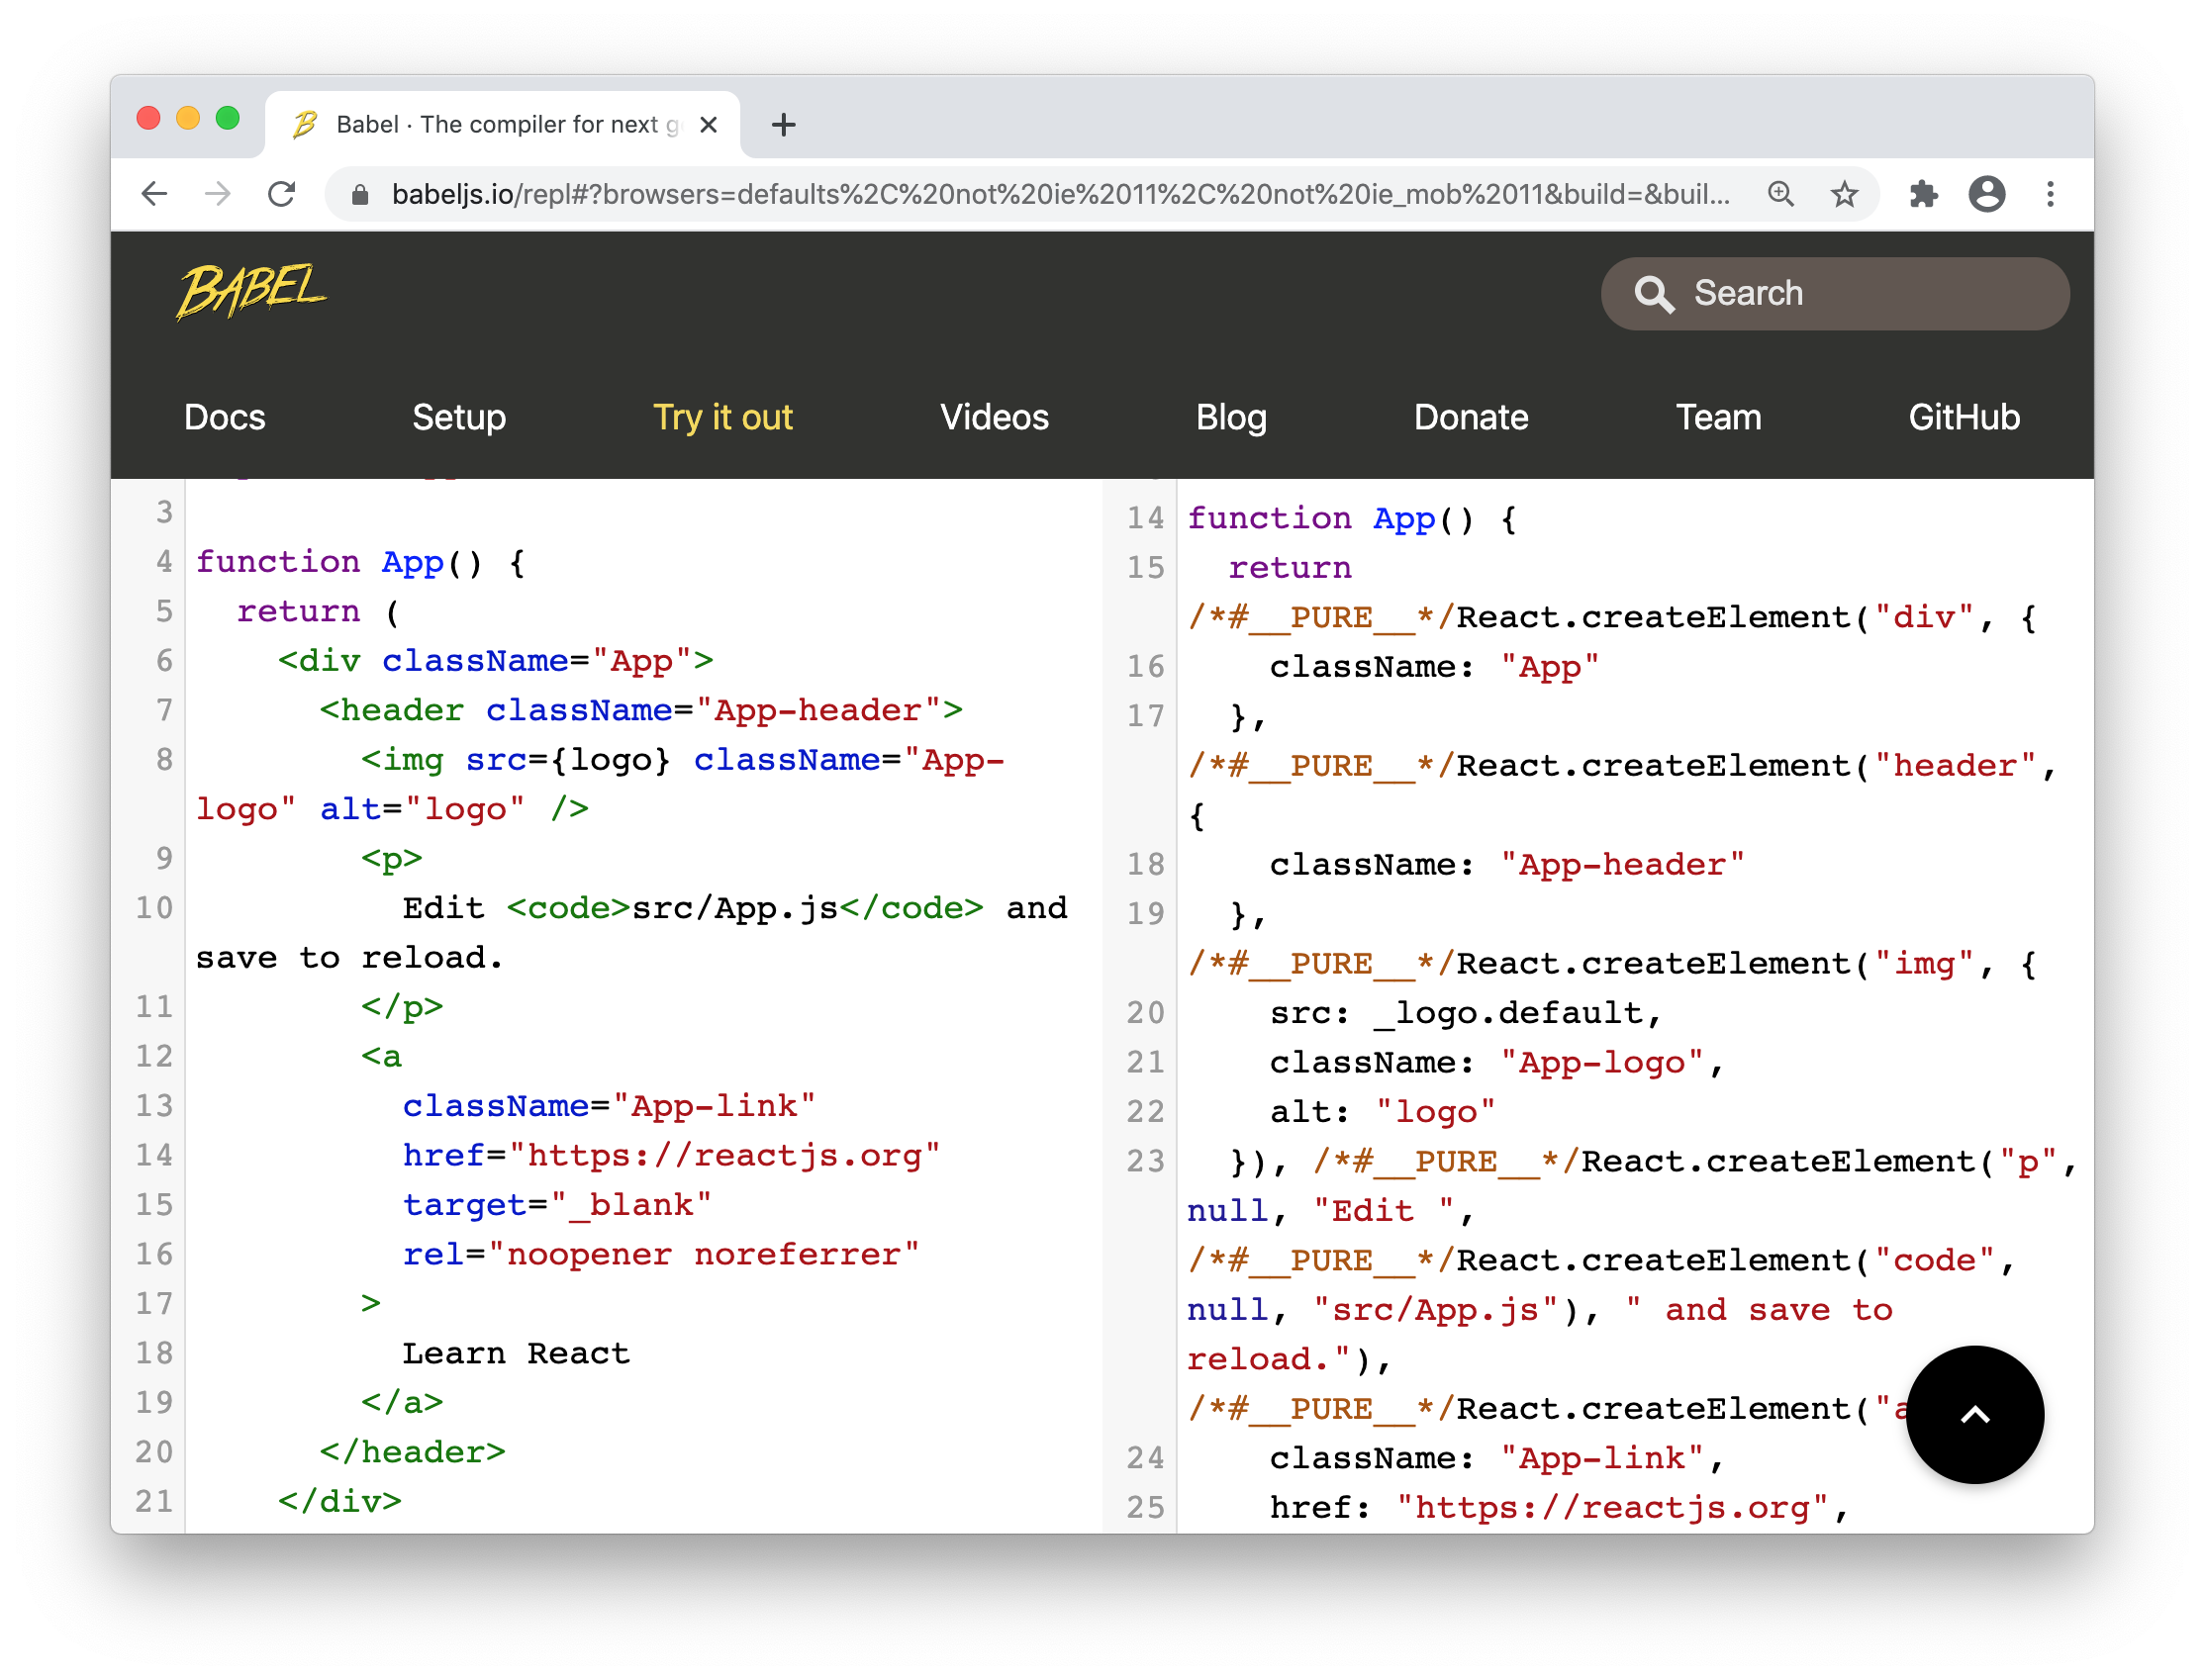 Babel · The compiler for next g
babeljs.io/repl#?browsers=defaults%2C%20not%20ie%2011%2C%20not%20ie_mob%2011&build=&buil...
BABEL
Search
Docs Setup Try it out Videos Blog Donate Team GitHub
3
4 function App() {
5   return (
6     <div className="App">
7       <header className="App-header">
8         <img src={logo} className="App-
logo" alt="logo" />
9         <p>
10           Edit <code>src/App.js</code> and
save to reload.
11         </p>
12         <a
13           className="App-link"
14           href="https://reactjs.org"
15           target="_blank"
16           rel="noopener noreferrer"
17         >
18           Learn React
19         </a>
20       </header>
21     </div>
14 function App() {
15   return
/*#__PURE__*/React.createElement("div", {
16     className: "App"
17   },
/*#__PURE__*/React.createElement("header",
{
18     className: "App-header"
19   },
/*#__PURE__*/React.createElement("img", {
20     src: _logo.default,
21     className: "App-logo",
22     alt: "logo"
23   }), /*#__PURE__*/React.createElement("p",
null, "Edit ",
/*#__PURE__*/React.createElement("code",
null, "src/App.js"), " and save to
reload."),
/*#__PURE__*/React.createElement("a
24     className: "App-link",
25     href: "https://reactjs.org",